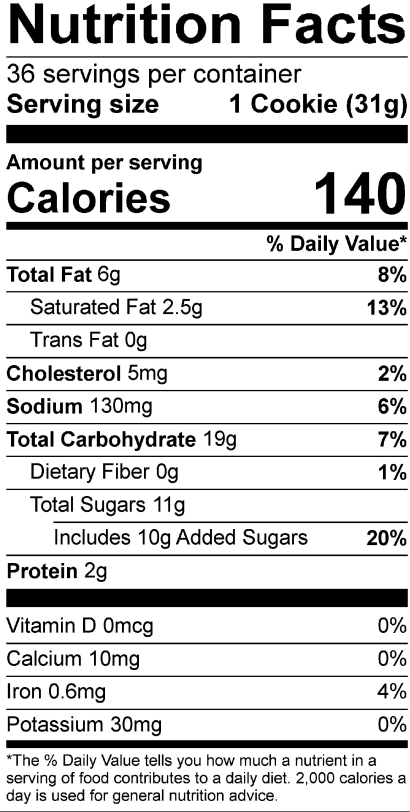 Nutrition Facts
36 servings per container
Serving size 1 Cookie (31g)
Amount per serving
Calories 140
% Daily Value*
Total Fat 6g 8%
Saturated Fat 2.5g 13%
Trans Fat 0g
Cholesterol 5mg 2%
Sodium 130mg 6%
Total Carbohydrate 19g 7%
Dietary Fiber 0g 1%
Total Sugars 11g
Includes 10g Added Sugars 20%
Protein 2g
Vitamin D 0mcg 0%
Calcium 10mg 0%
Iron 0.6mg 4%
Potassium 30mg 0%
*The % Daily Value tells you how much a nutrient in a
serving of food contributes to a daily diet. 2,000 calories a
day is used for general nutrition advice.